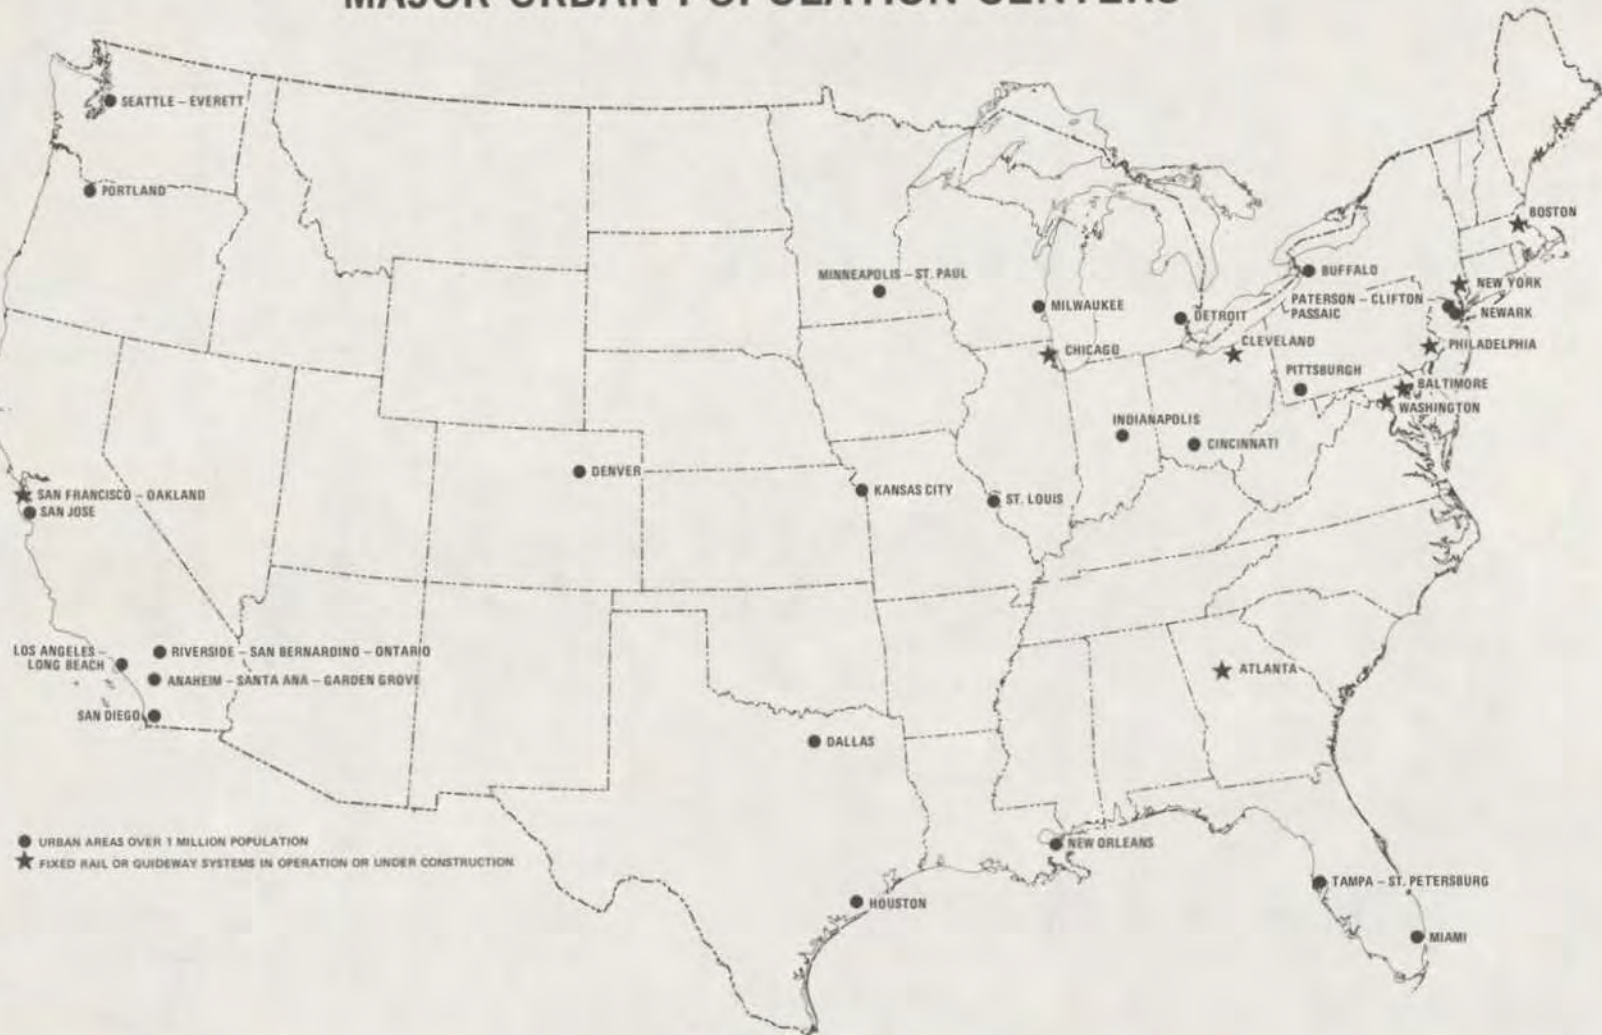 MAJOR URBAN POPULATION CENTERS
SEATTLE – EVERETT
PORTLAND
BOSTON
MINNEAPOLIS – ST. PAUL
BUFFALO
NEW YORK
MILWAUKEE
DETROIT
PATERSON – CLIFTON –
PASSAIC
NEWARK
CHICAGO
CLEVELAND
PHILADELPHIA
PITTSBURGH
BALTIMORE
WASHINGTON
INDIANAPOLIS
CINCINNATI
DENVER
KANSAS CITY
ST. LOUIS
SAN FRANCISCO – OAKLAND
SAN JOSE
LOS ANGELES –
LONG BEACH
RIVERSIDE – SAN BERNARDINO – ONTARIO
ANAHEIM – SANTA ANA – GARDEN GROVE
SAN DIEGO
ATLANTA
DALLAS
NEW ORLEANS
HOUSTON
TAMPA – ST. PETERSBURG
MIAMI
URBAN AREAS OVER 1 MILLION POPULATION
FIXED RAIL OR GUIDEWAY SYSTEMS IN OPERATION OR UNDER CONSTRUCTION